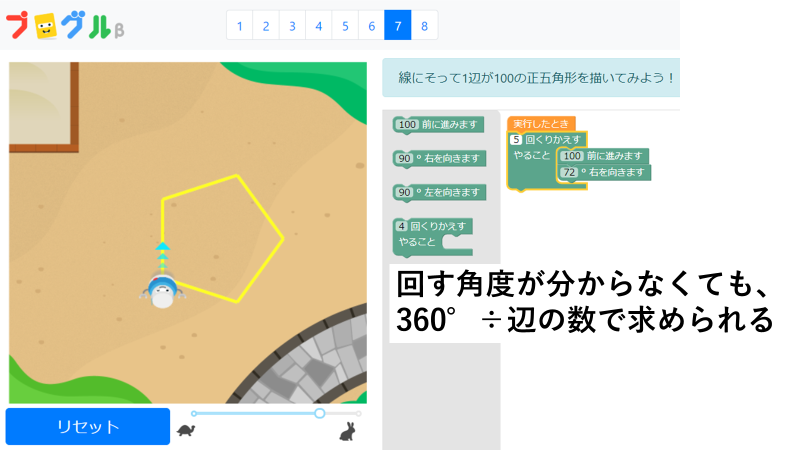 プログルβ
1 2 3 4 5 6 7 8
線にそって1辺が100の正五角形を描いてみよう！
100 前に進みます
90 ° 右を向きます
90 ° 左を向きます
4 回くりかえす
やること
実行したとき
5 回くりかえす
やること 100 前に進みます
72 ° 右を向きます
回す角度が分からなくても、
360°÷辺の数で求められる
リセット